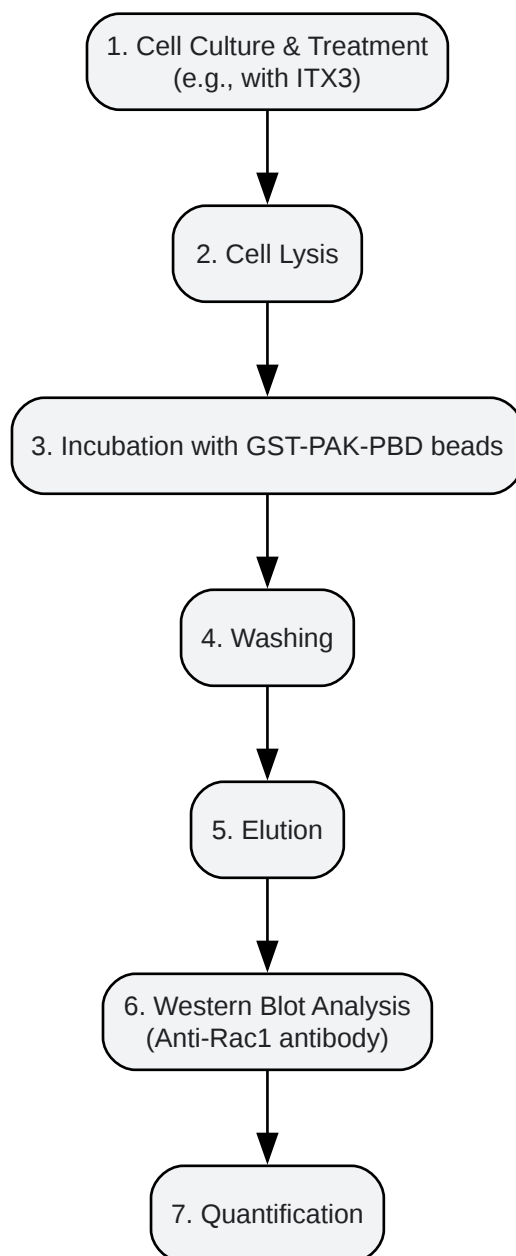 1. Cell Culture & Treatment
(e.g., with ITX3)
2. Cell Lysis
3. Incubation with GST-PAK-PBD beads
4. Washing
5. Elution
6. Western Blot Analysis
(Anti-Rac1 antibody)
7. Quantification